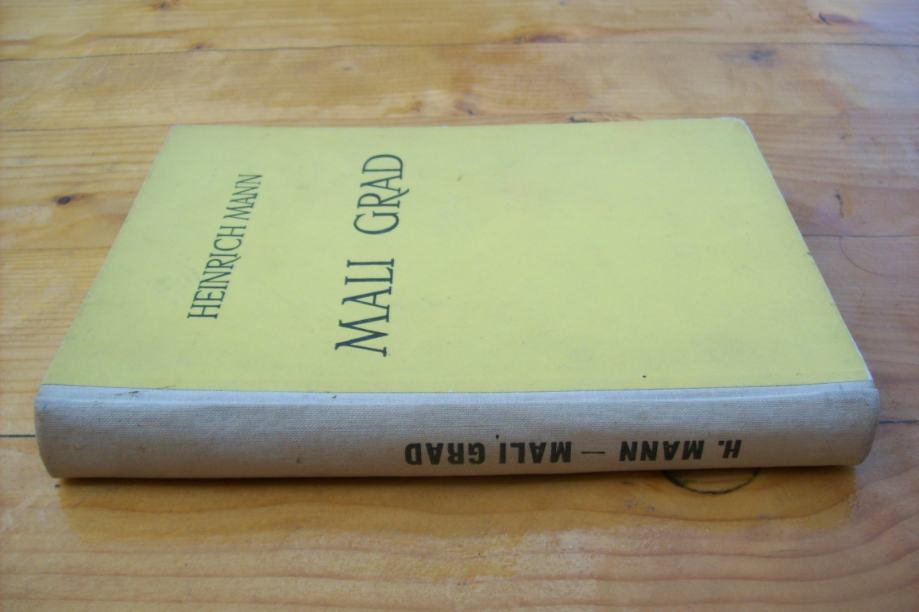 HEINRICH MANN
MALI GRAD
H. MANN — MALI GRAD